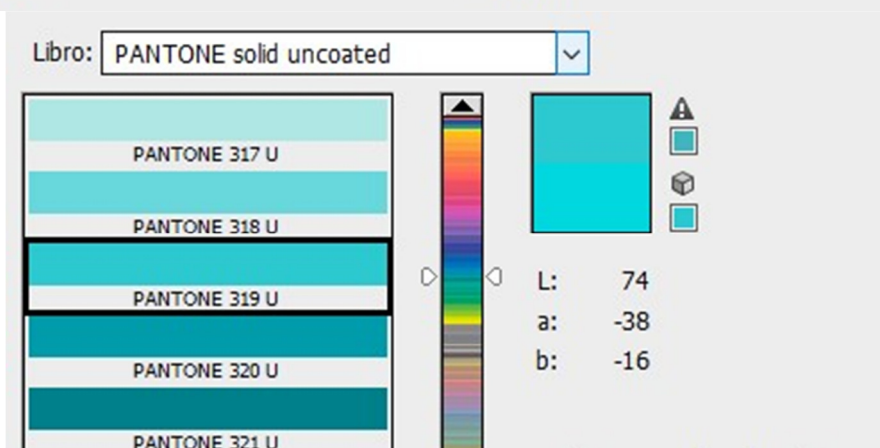 Libro: PANTONE solid uncoated
PANTONE 317 U
PANTONE 318 U
PANTONE 319 U
PANTONE 320 U
PANTONE 321 U
L: 74
a: -38
b: -16